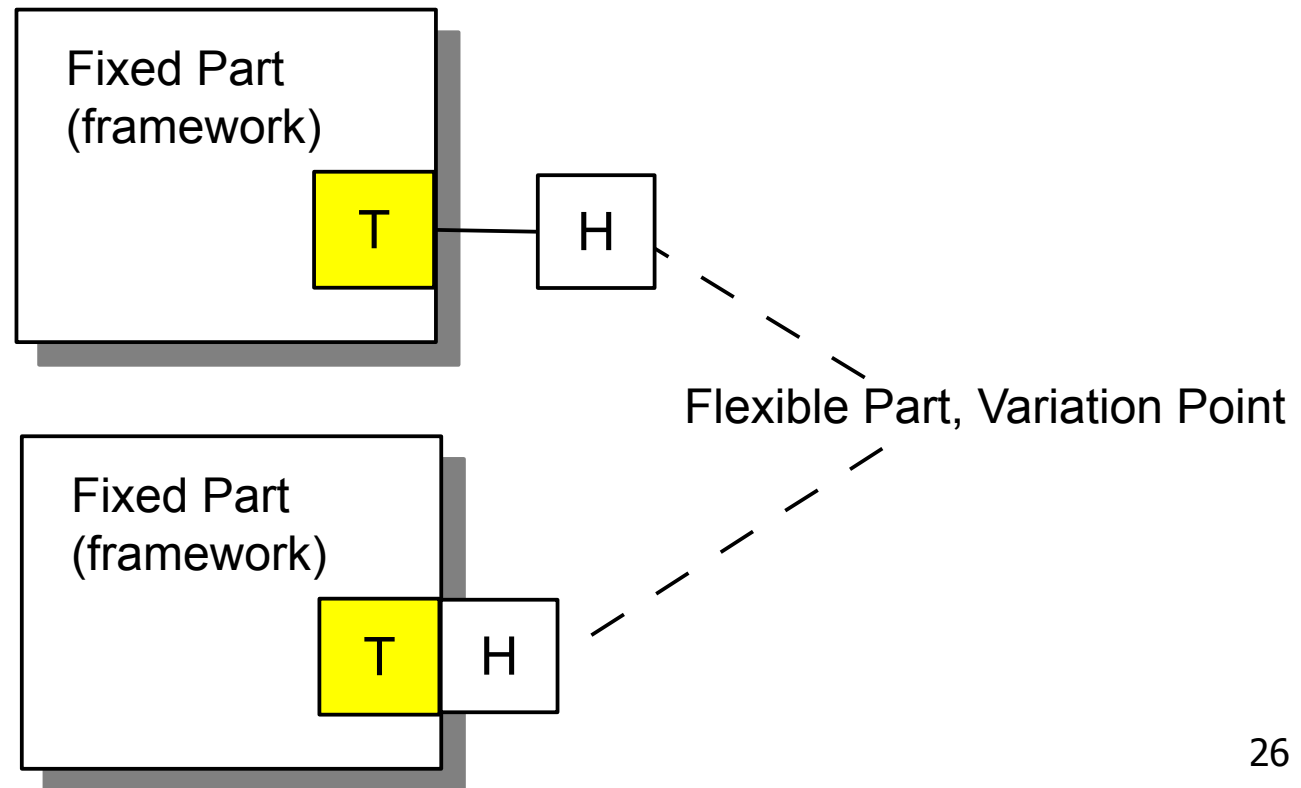 Fixed Part
(framework)
T
H
Flexible Part, Variation Point
Fixed Part
(framework)
T
H
26